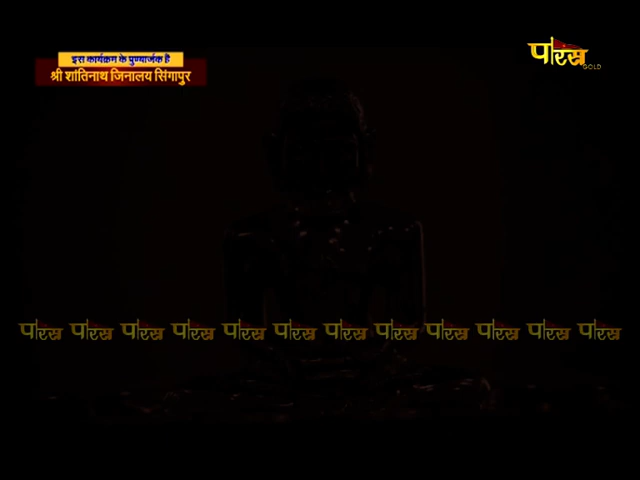 इस कार्यक्रम के पुण्यार्जक है
श्री शांतिनाथ जिनालय सिंगापुर
पारस
GOLD
पारस पारस पारस पारस पारस पारस पारस पारस पारस पारस पारस पारस